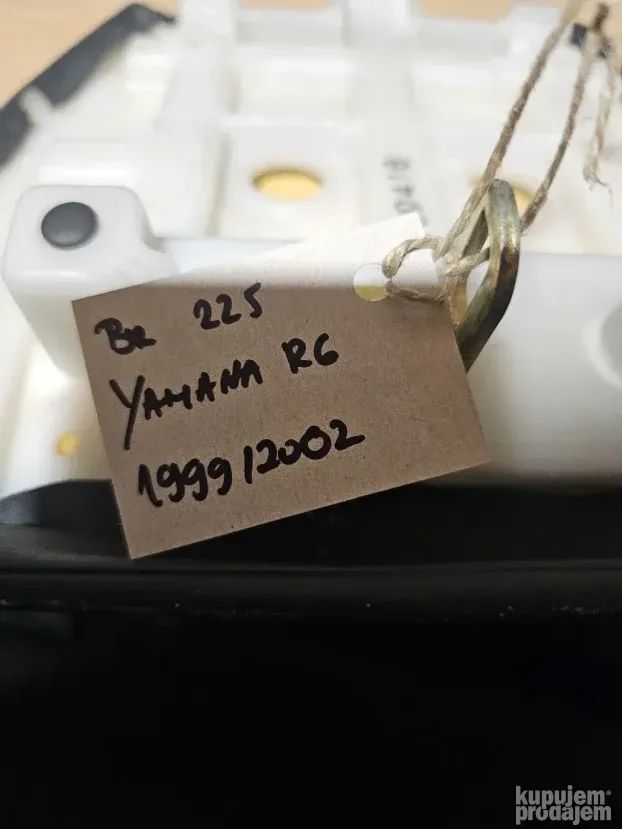 BR 225
YAMAHA R6
1999/2002
kupujem
prodajem